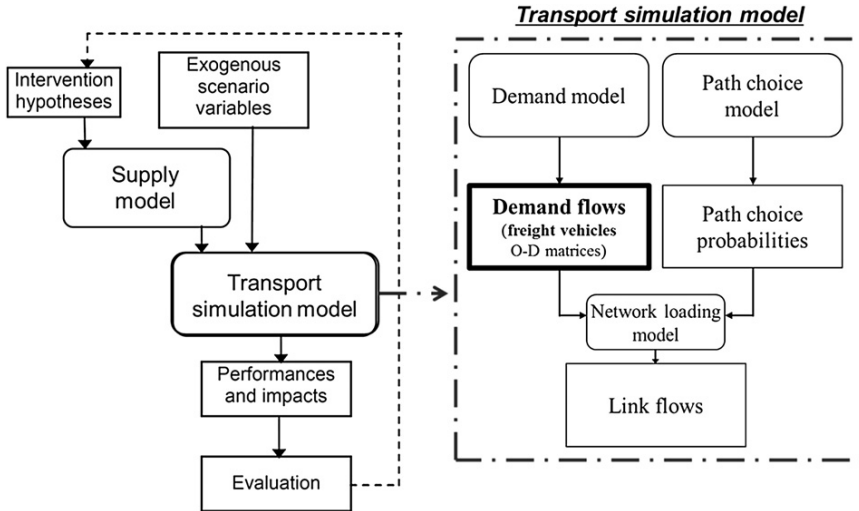 Transport simulation model
Intervention
hypotheses
Exogenous
scenario
variables
Supply
model
Transport
simulation model
Performances
and impacts
Evaluation
Demand model
Path choice
model
Demand flows
(freight vehicles
O-D matrices)
Path choice
probabilities
Network loading
model
Link flows